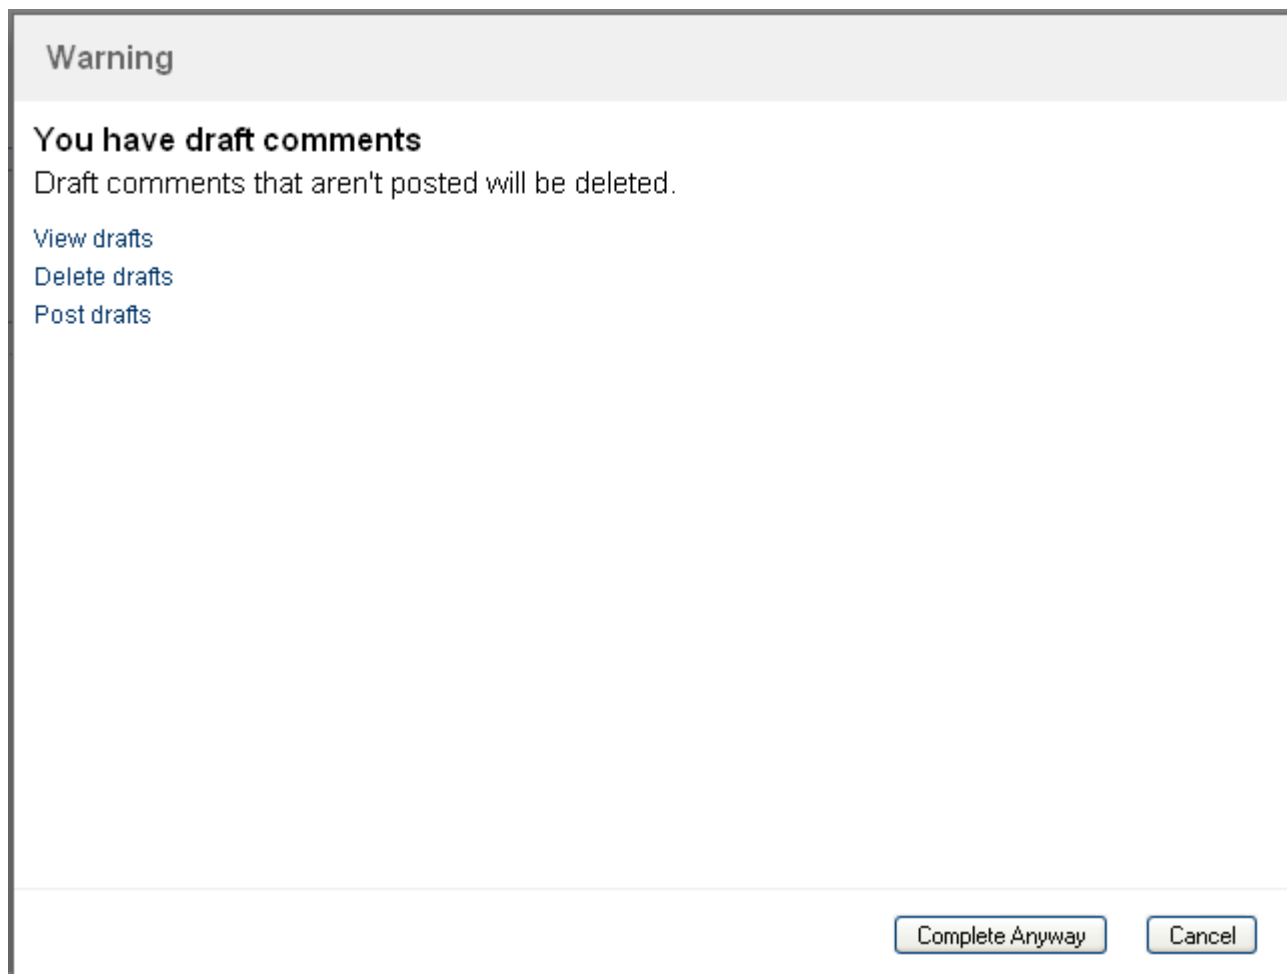 Warning
You have draft comments
Draft comments that aren't posted will be deleted.
View drafts
Delete drafts
Post drafts
Complete Anyway
Cancel